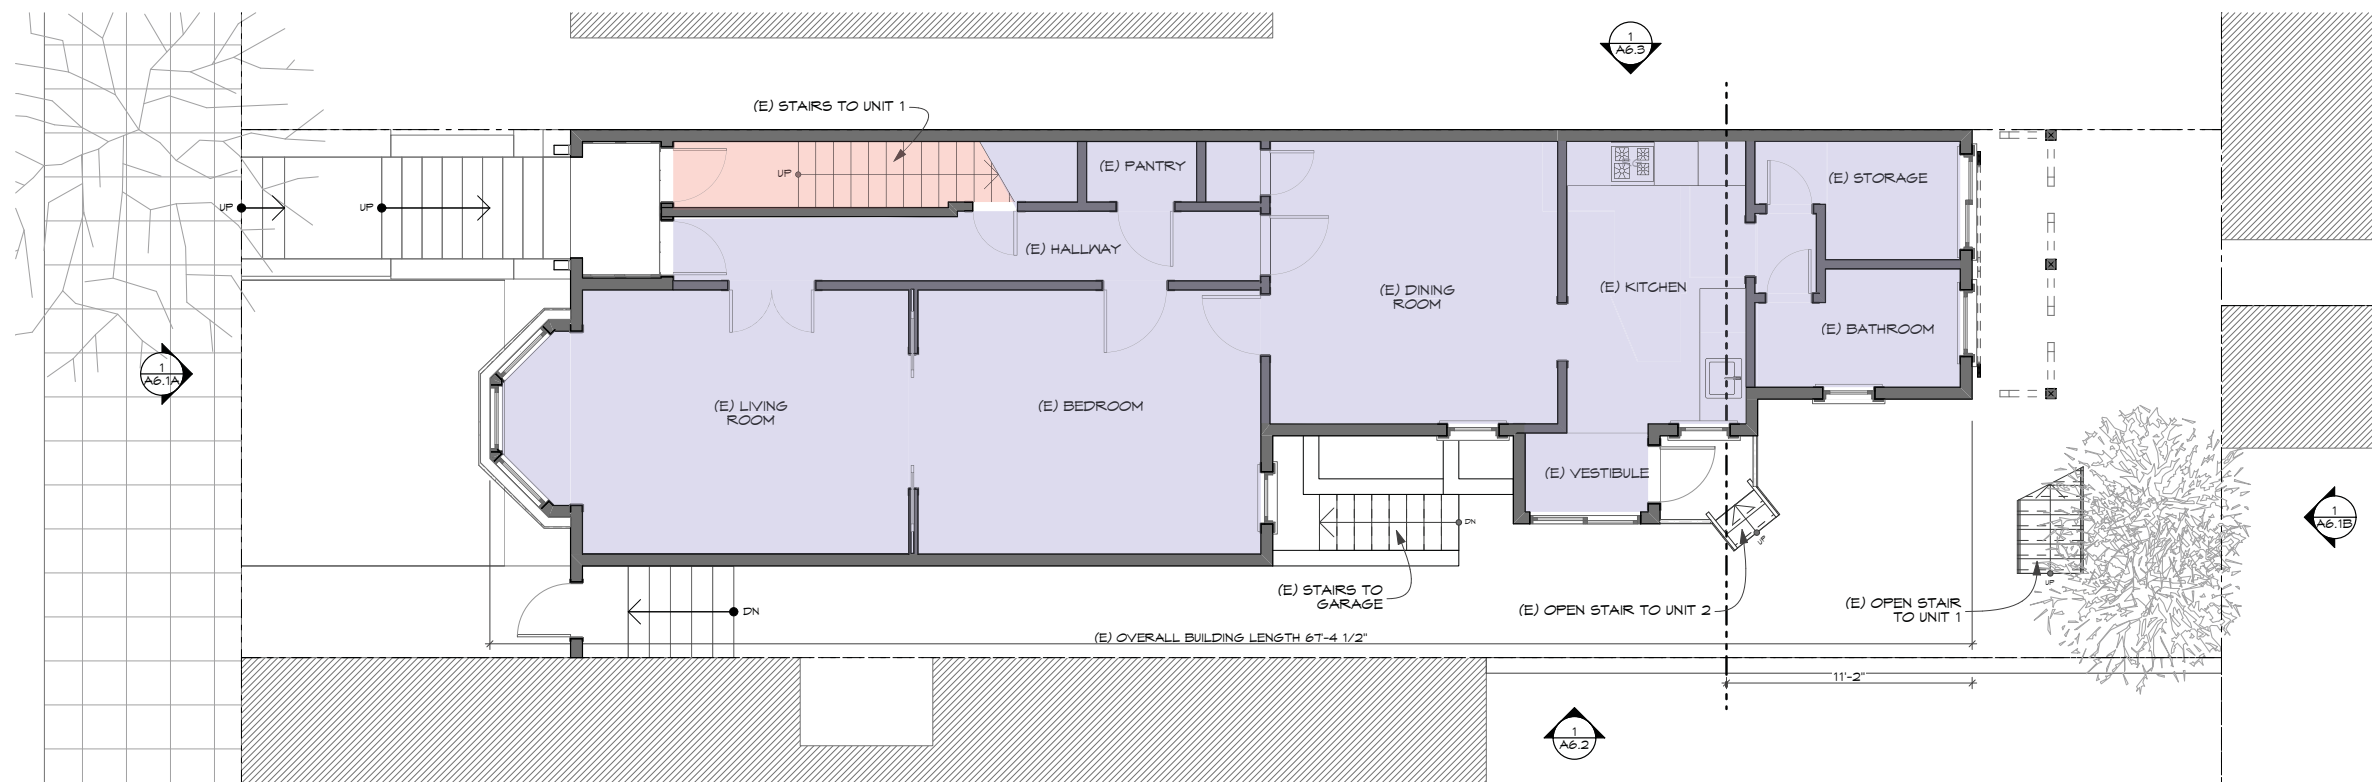 1
A6.3
(E) STAIRS TO UNIT 1
(E) PANTRY
UP
(E) STORAGE
UP
UP
(E) HALLWAY
(E) DINING
ROOM
(E) KITCHEN
(E) BATHROOM
1
A6.1A
(E) LIVING
ROOM
(E) BEDROOM
(E) VESTIBULE
DN
UP
1
A6.1B
UP
(E) STAIRS TO
GARAGE
(E) OPEN STAIR TO UNIT 2
(E) OPEN STAIR
TO UNIT 1
DN
(E) OVERALL BUILDING LENGTH 67'-4 1/2"
11'-2"
1
A6.2